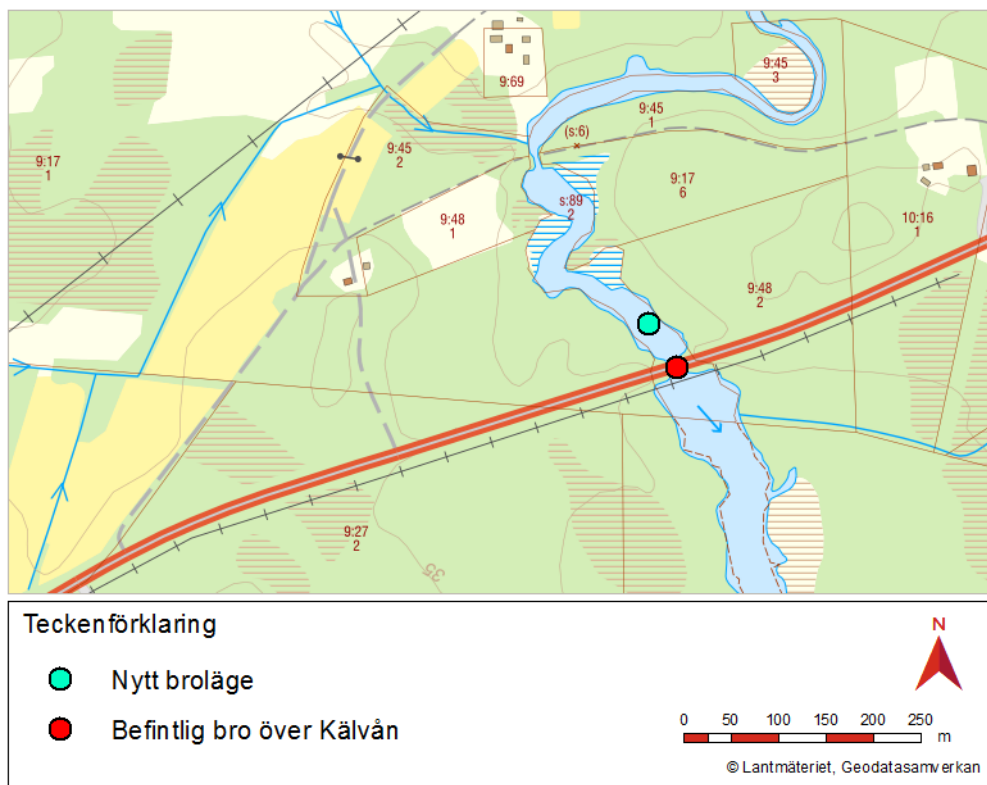 9:45
3
9:69
9:45
1
(s:6)
9:17
1
9:45
2
9:17
6
s:89
2
9:48
1
10:16
1
9:48
2
9:27
2
35
Teckenförklaring
Nytt broläge
Befintlig bro över Kälvån
N
0 50 100 150 200 250
m
© Lantmäteriet, Geodatasamverkan